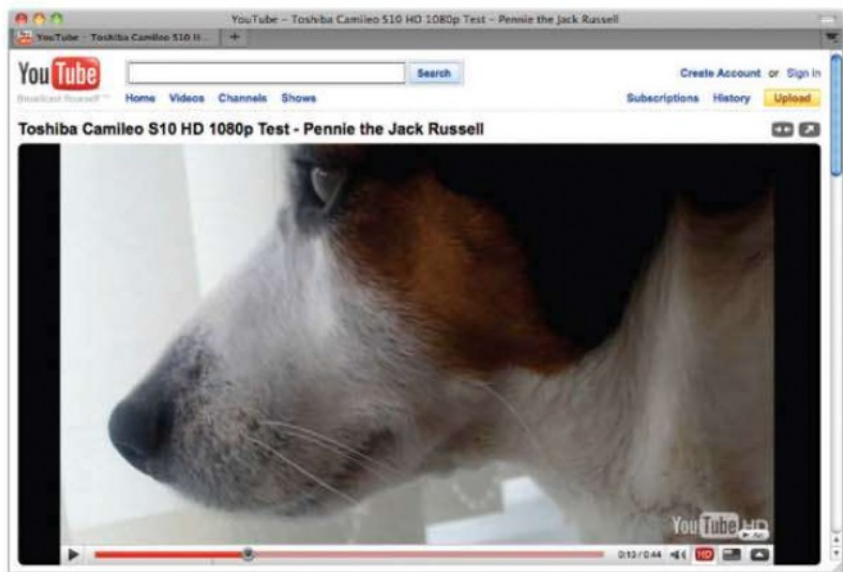 YouTube – Toshiba Camileo S10 HD 1080p Test – Pennie the Jack Russell
YouTube – Toshiba Camileo S10 H... +
YouTube Search Create Account or Sign In
Broadcast Yourself™ Home Videos Channels Shows Subscriptions History Upload
Toshiba Camileo S10 HD 1080p Test - Pennie the Jack Russell
YouTube HD
0:13 / 0:44 HD